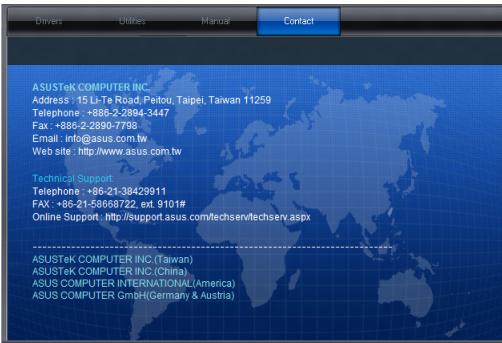 Drivers Utilities Manual Contact
ASUSTeK COMPUTER INC.
Address : 15 Li-Te Road, Peitou, Taipei, Taiwan 11259
Telephone : +886-2-2894-3447
Fax : +886-2-2890-7798
Email : info@asus.com.tw
Web site : http://www.asus.com.tw
Technical Support:
Telephone : +86-21-38429911
FAX : +86-21-58668722, ext. 9101#
Online Support : http://support.asus.com/techserv/techserv.aspx
ASUSTeK COMPUTER INC.(Taiwan)
ASUSTeK COMPUTER INC.(China)
ASUS COMPUTER INTERNATIONAL(America)
ASUS COMPUTER GmbH(Germany & Austria)